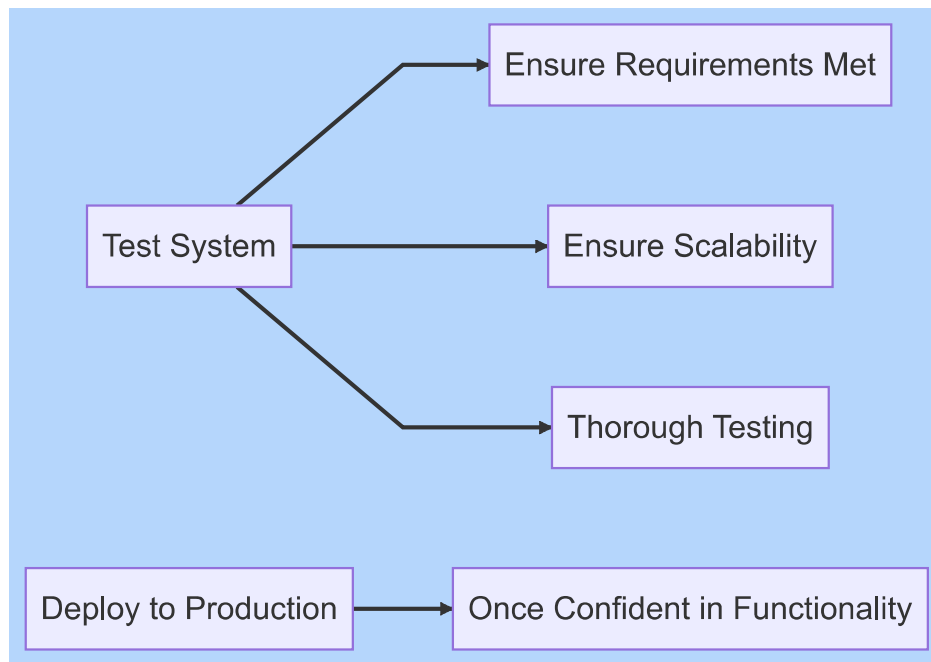 Ensure Requirements Met
Test System
Ensure Scalability
Thorough Testing
Deploy to Production
Once Confident in Functionality